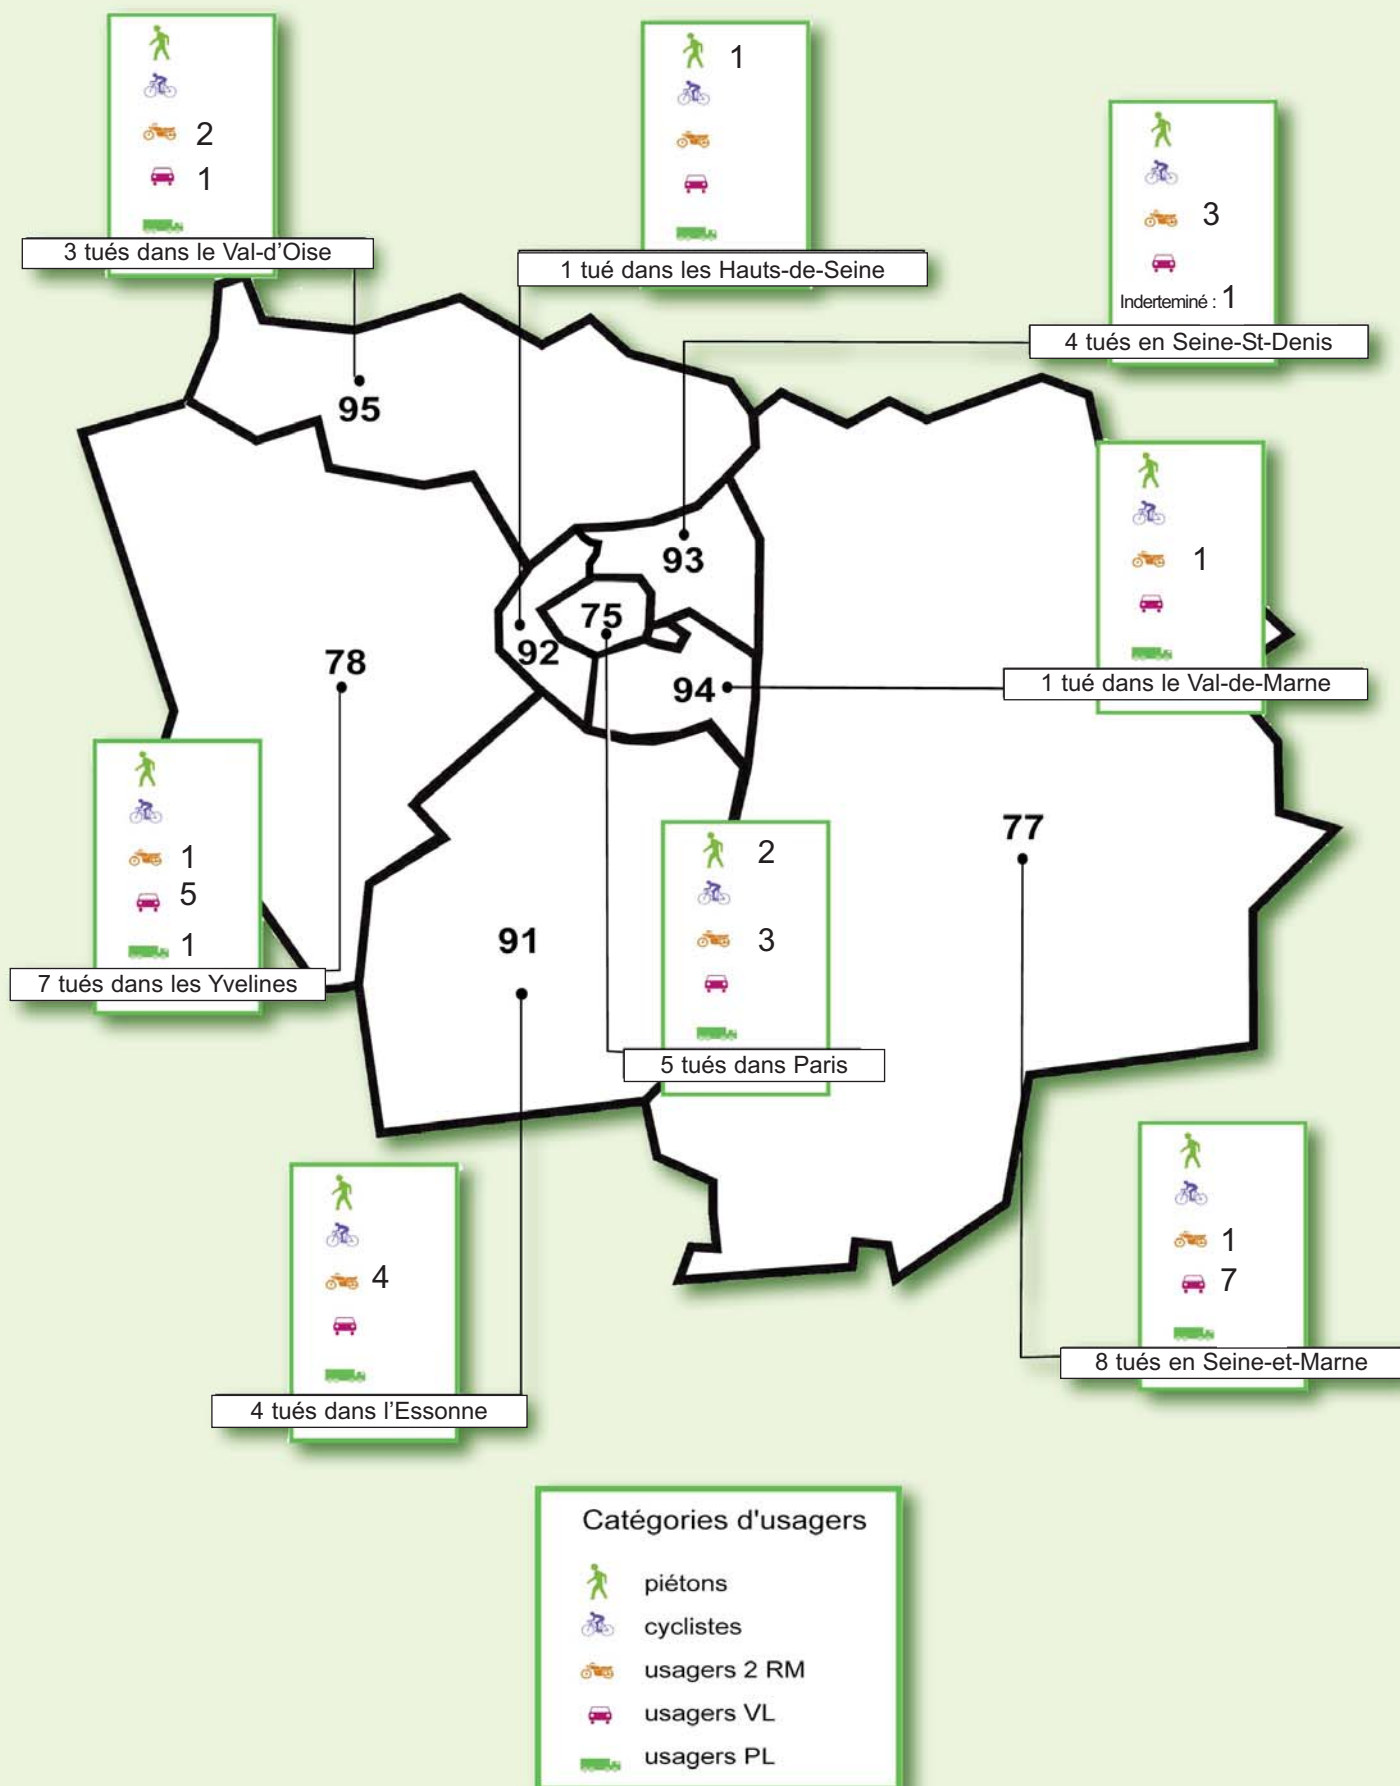 1
2
1
3 tués dans le Val-d'Oise
1 tué dans les Hauts-de-Seine
3
Inderteminé : 1
4 tués en Seine-St-Denis
95
93
75
92
78
94
1
1 tué dans le Val-de-Marne
1
5
1
7 tués dans les Yvelines
91
2
3
5 tués dans Paris
77
4
4 tués dans l'Essonne
1
7
8 tués en Seine-et-Marne
Catégories d'usagers
piétons
cyclistes
usagers 2 RM
usagers VL
usagers PL